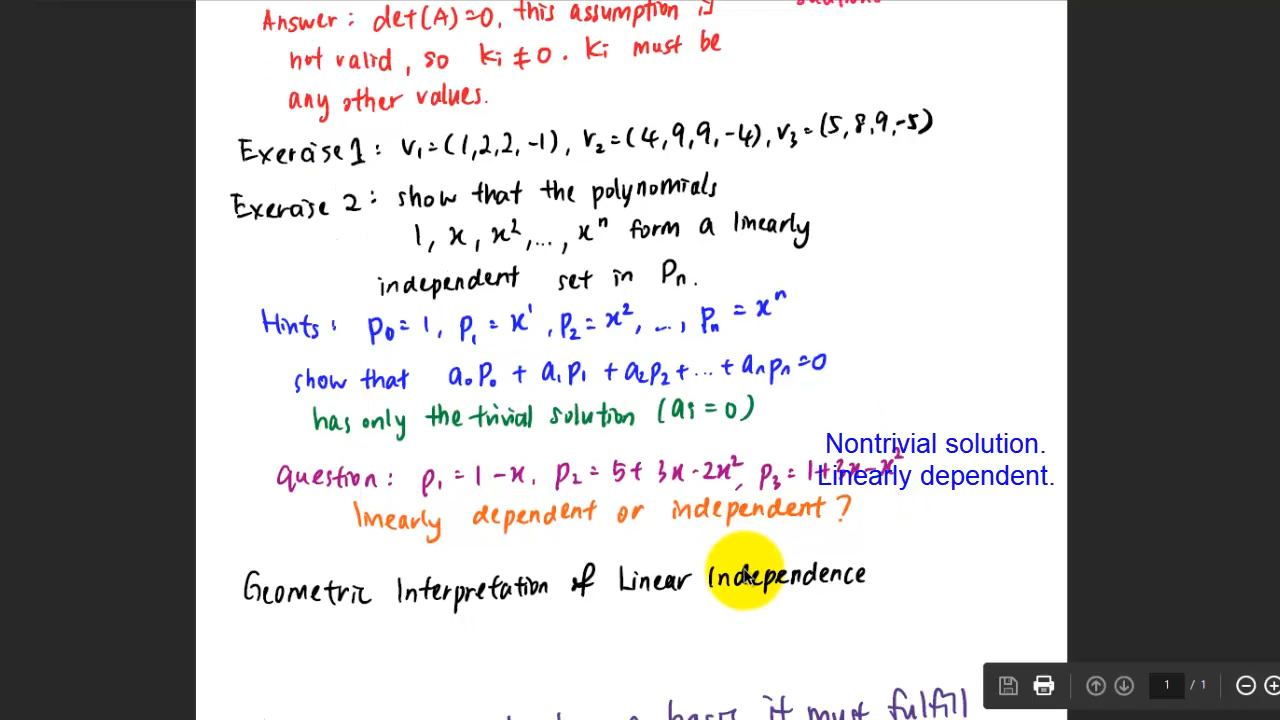 Answer: det(A)=0, this assumption is
not valid, so ki ≠ 0. ki must be
any other values.
Exercise 1: v₁=(1,2,2,-1), v₂=(4,9,9,-4), v₃=(5,8,9,-5)
Exercise 2: show that the polynomials
1, x, x², ..., xⁿ form a linearly
independent set in Pn.
Hints: p₀=1, p₁=x¹, p₂=x², ..., pₙ=xⁿ
show that a₀p₀ + a₁p₁ + a₂p₂ + ... + aₙpₙ=0
has only the trivial solution (ai=0)
Nontrivial solution.
Question: p₁=1-x, p₂=5+3x-2x², p₃=1+3x-x²
Linearly dependent.
linearly dependent or independent?
Geometric Interpretation of Linear Independence
1 / 1
basis it must fulfill